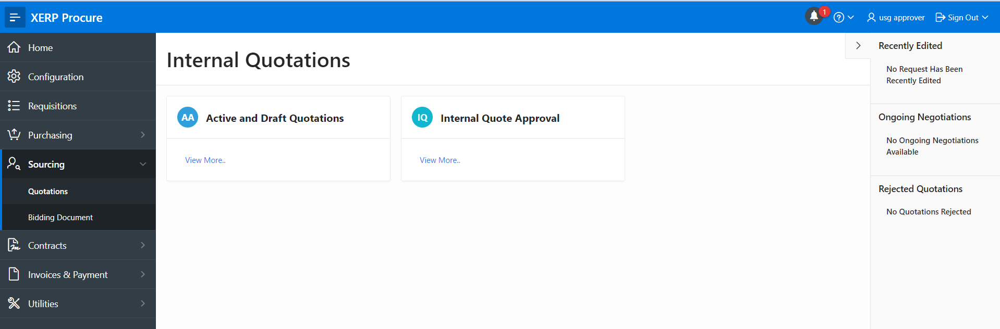 XERP Procure
1
?
usg approver
Sign Out
Home
Configuration
Requisitions
Purchasing
Sourcing
Quotations
Bidding Document
Contracts
Invoices & Payment
Utilities
Internal Quotations
AA
Active and Draft Quotations
View More..
IQ
Internal Quote Approval
View More..
Recently Edited
No Request Has Been
Recently Edited
Ongoing Negotiations
No Ongoing Negotiations
Available
Rejected Quotations
No Quotations Rejected